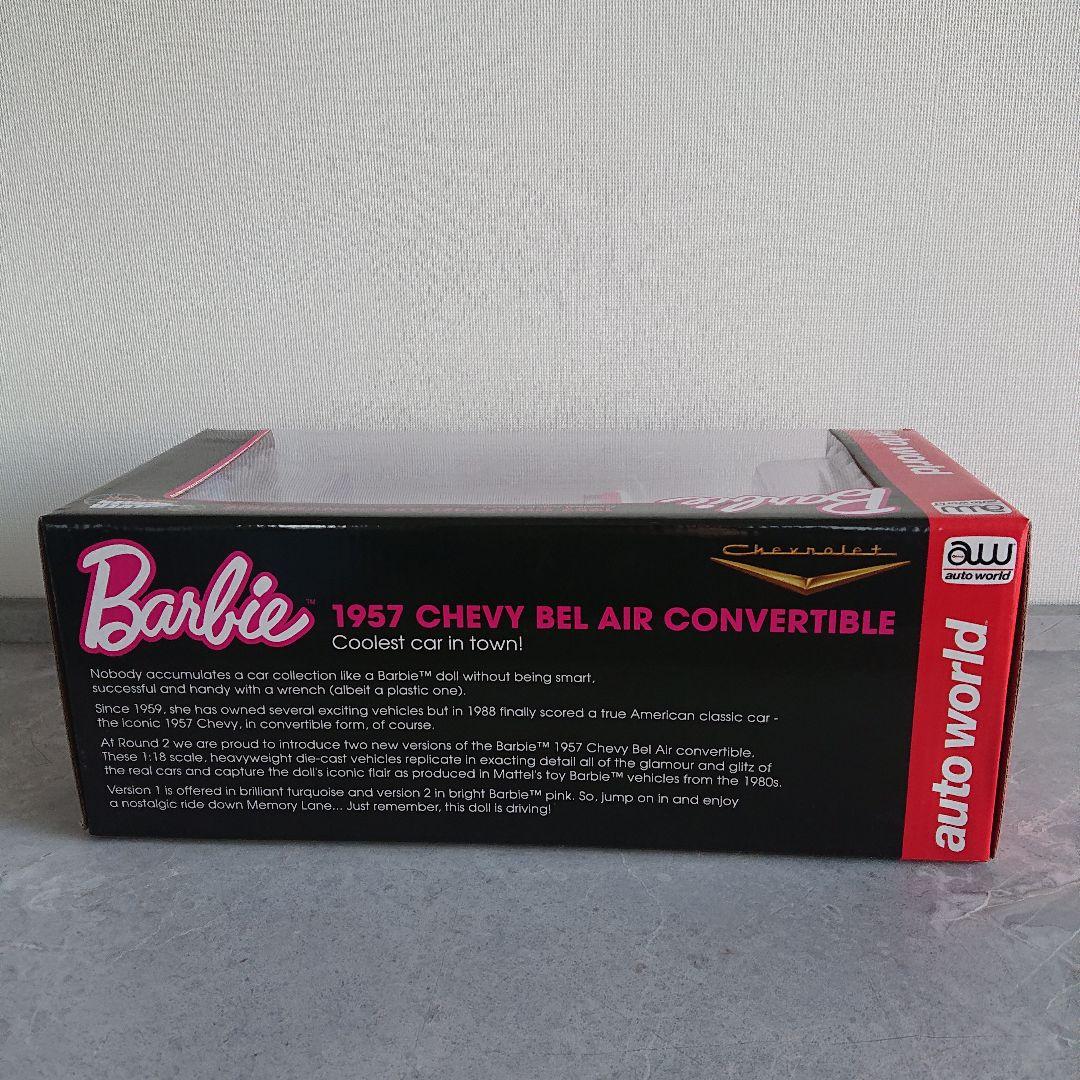 auto world
aw
auto world
Barbie
Chevrolet
aw
auto world
Barbie™
1957 CHEVY BEL AIR CONVERTIBLE
Coolest car in town!
Nobody accumulates a car collection like a Barbie™ doll without being smart,
successful and handy with a wrench (albeit a plastic one).
Since 1959, she has owned several exciting vehicles but in 1988 finally scored a true American classic car -
the iconic 1957 Chevy, in convertible form, of course.
At Round 2 we are proud to introduce two new versions of the Barbie™ 1957 Chevy Bel Air convertible.
These 1:18 scale, heavyweight die-cast vehicles replicate in exacting detail all of the glamour and glitz of
the real cars and capture the doll's iconic flair as produced in Mattel's toy Barbie™ vehicles from the 1980s.
Version 1 is offered in brilliant turquoise and version 2 in bright Barbie™ pink. So, jump on in and enjoy
a nostalgic ride down Memory Lane... Just remember, this doll is driving!
auto world